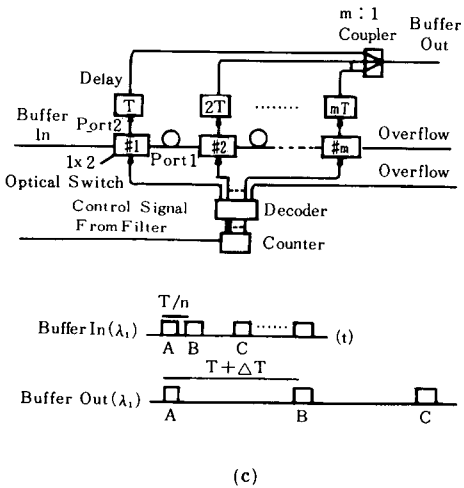 m : 1
Coupler
Buffer
Out
Delay
T
2T
........
mT
Buffer
In
Port2
#1
Port1
#2
#m
Overflow
1x2
Optical Switch
Overflow
Control Signal
From Filter
Decoder
Counter
T/n
Buffer In (λ₁)
......
(t)
A B C
T + △T
Buffer Out (λ₁)
A B C
(c)